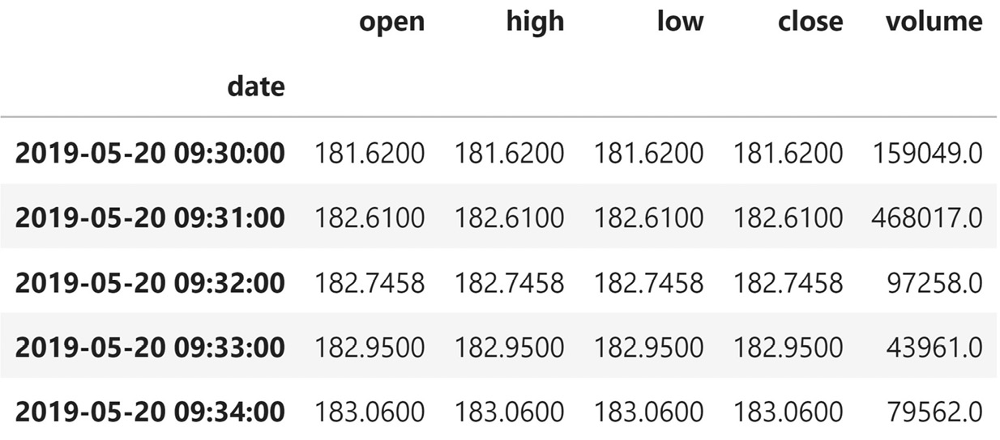 open high low close volume
date
2019-05-20 09:30:00 181.6200 181.6200 181.6200 181.6200 159049.0
2019-05-20 09:31:00 182.6100 182.6100 182.6100 182.6100 468017.0
2019-05-20 09:32:00 182.7458 182.7458 182.7458 182.7458 97258.0
2019-05-20 09:33:00 182.9500 182.9500 182.9500 182.9500 43961.0
2019-05-20 09:34:00 183.0600 183.0600 183.0600 183.0600 79562.0